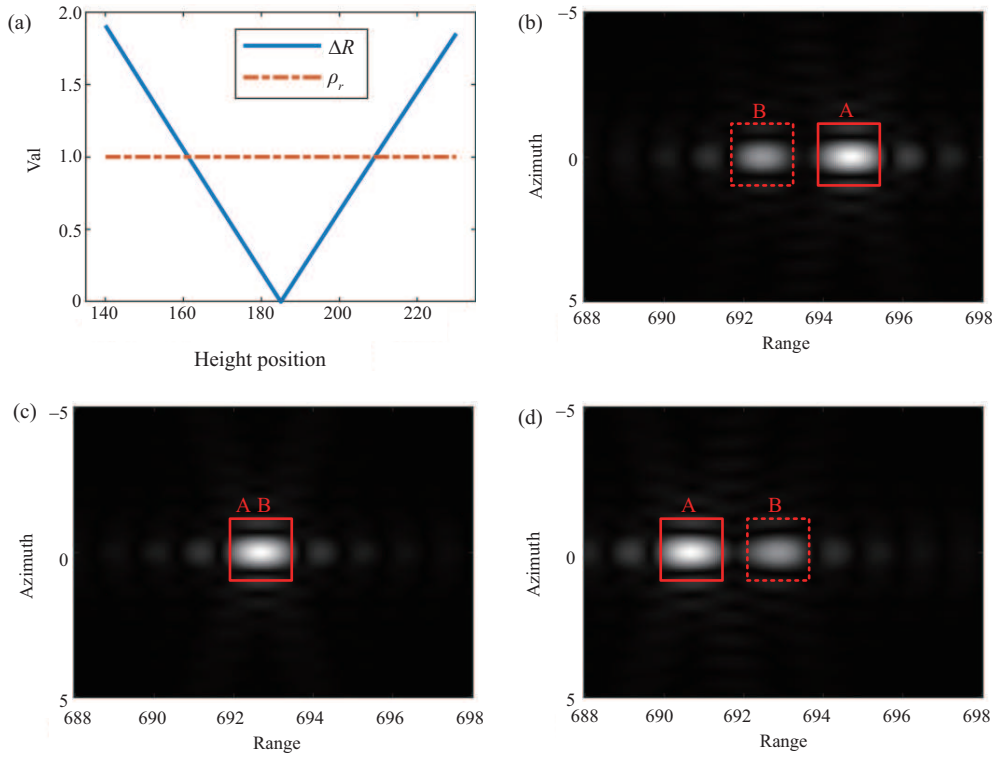 (a)
2.0
1.5
1.0
0.5
0
Val
ΔR
ρr
140 160 180 200 220
Height position
(b)
−5
0
5
Azimuth
B A
688 690 692 694 696 698
Range
(c)
−5
0
5
Azimuth
A B
688 690 692 694 696 698
Range
(d)
−5
0
5
Azimuth
A B
688 690 692 694 696 698
Range